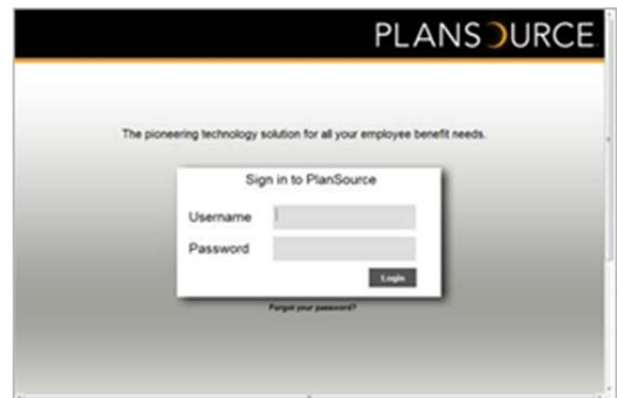 PLANSOURCE
The pioneering technology solution for all your employee benefit needs.
Sign in to PlanSource
Username
Password
Login
Forgot your password?